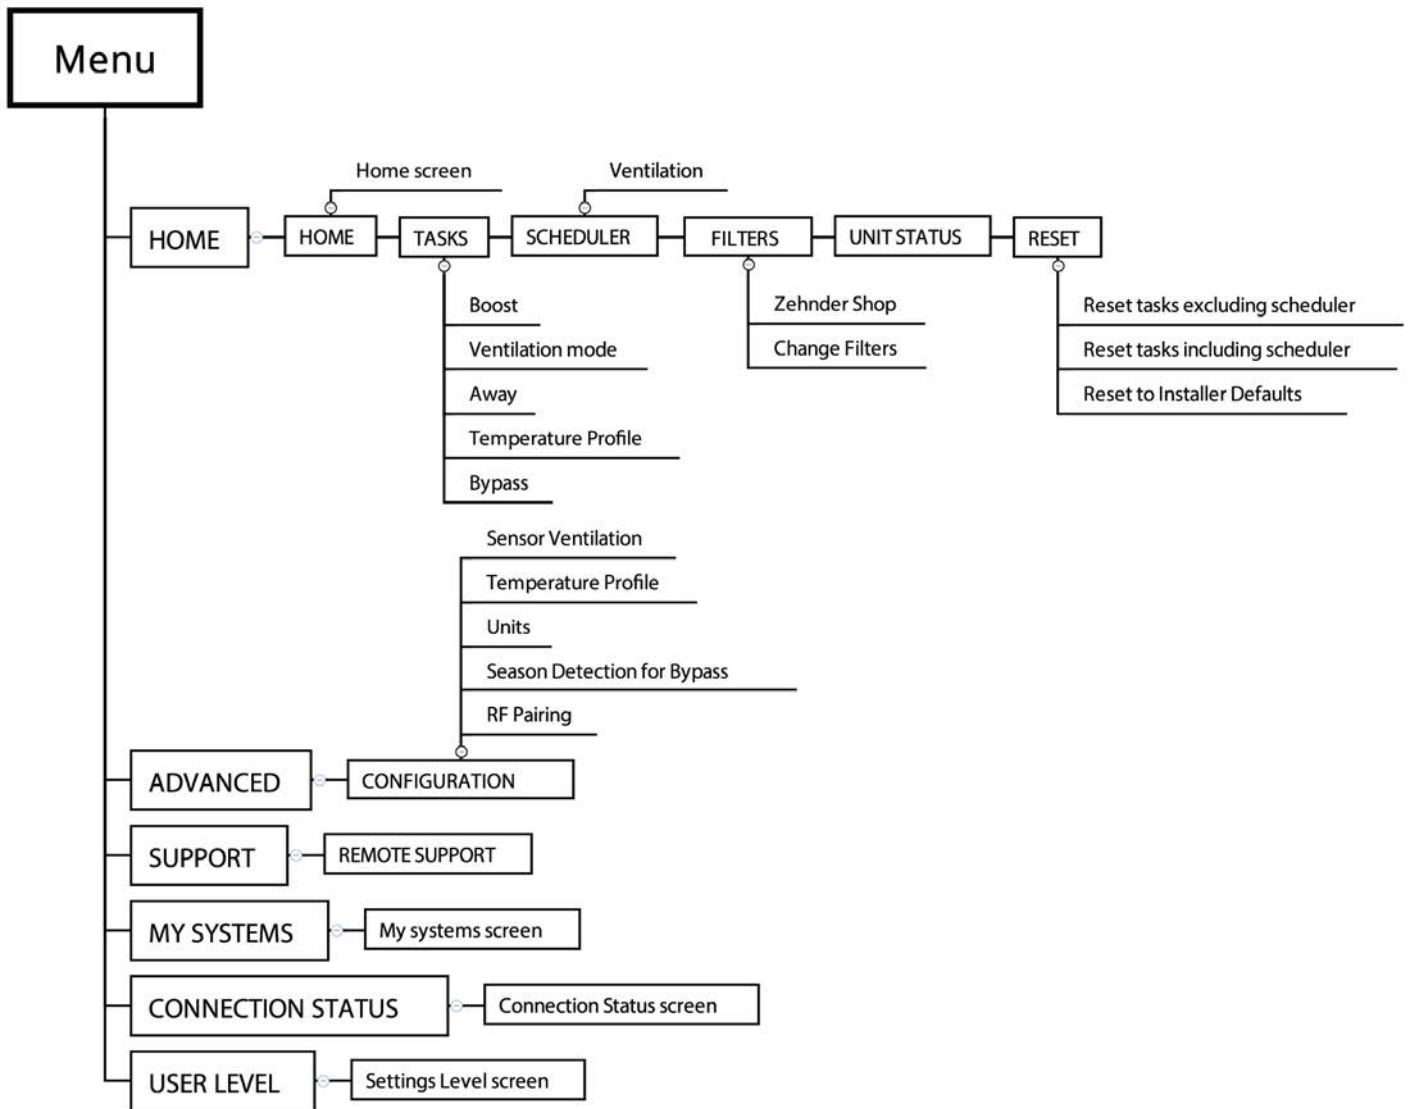 Menu
Home screen
Ventilation
HOME
HOME
TASKS
SCHEDULER
FILTERS
UNIT STATUS
RESET
Boost
Ventilation mode
Away
Temperature Profile
Bypass
Zehnder Shop
Change Filters
Reset tasks excluding scheduler
Reset tasks including scheduler
Reset to Installer Defaults
Sensor Ventilation
Temperature Profile
Units
Season Detection for Bypass
RF Pairing
ADVANCED
CONFIGURATION
SUPPORT
REMOTE SUPPORT
MY SYSTEMS
My systems screen
CONNECTION STATUS
Connection Status screen
USER LEVEL
Settings Level screen